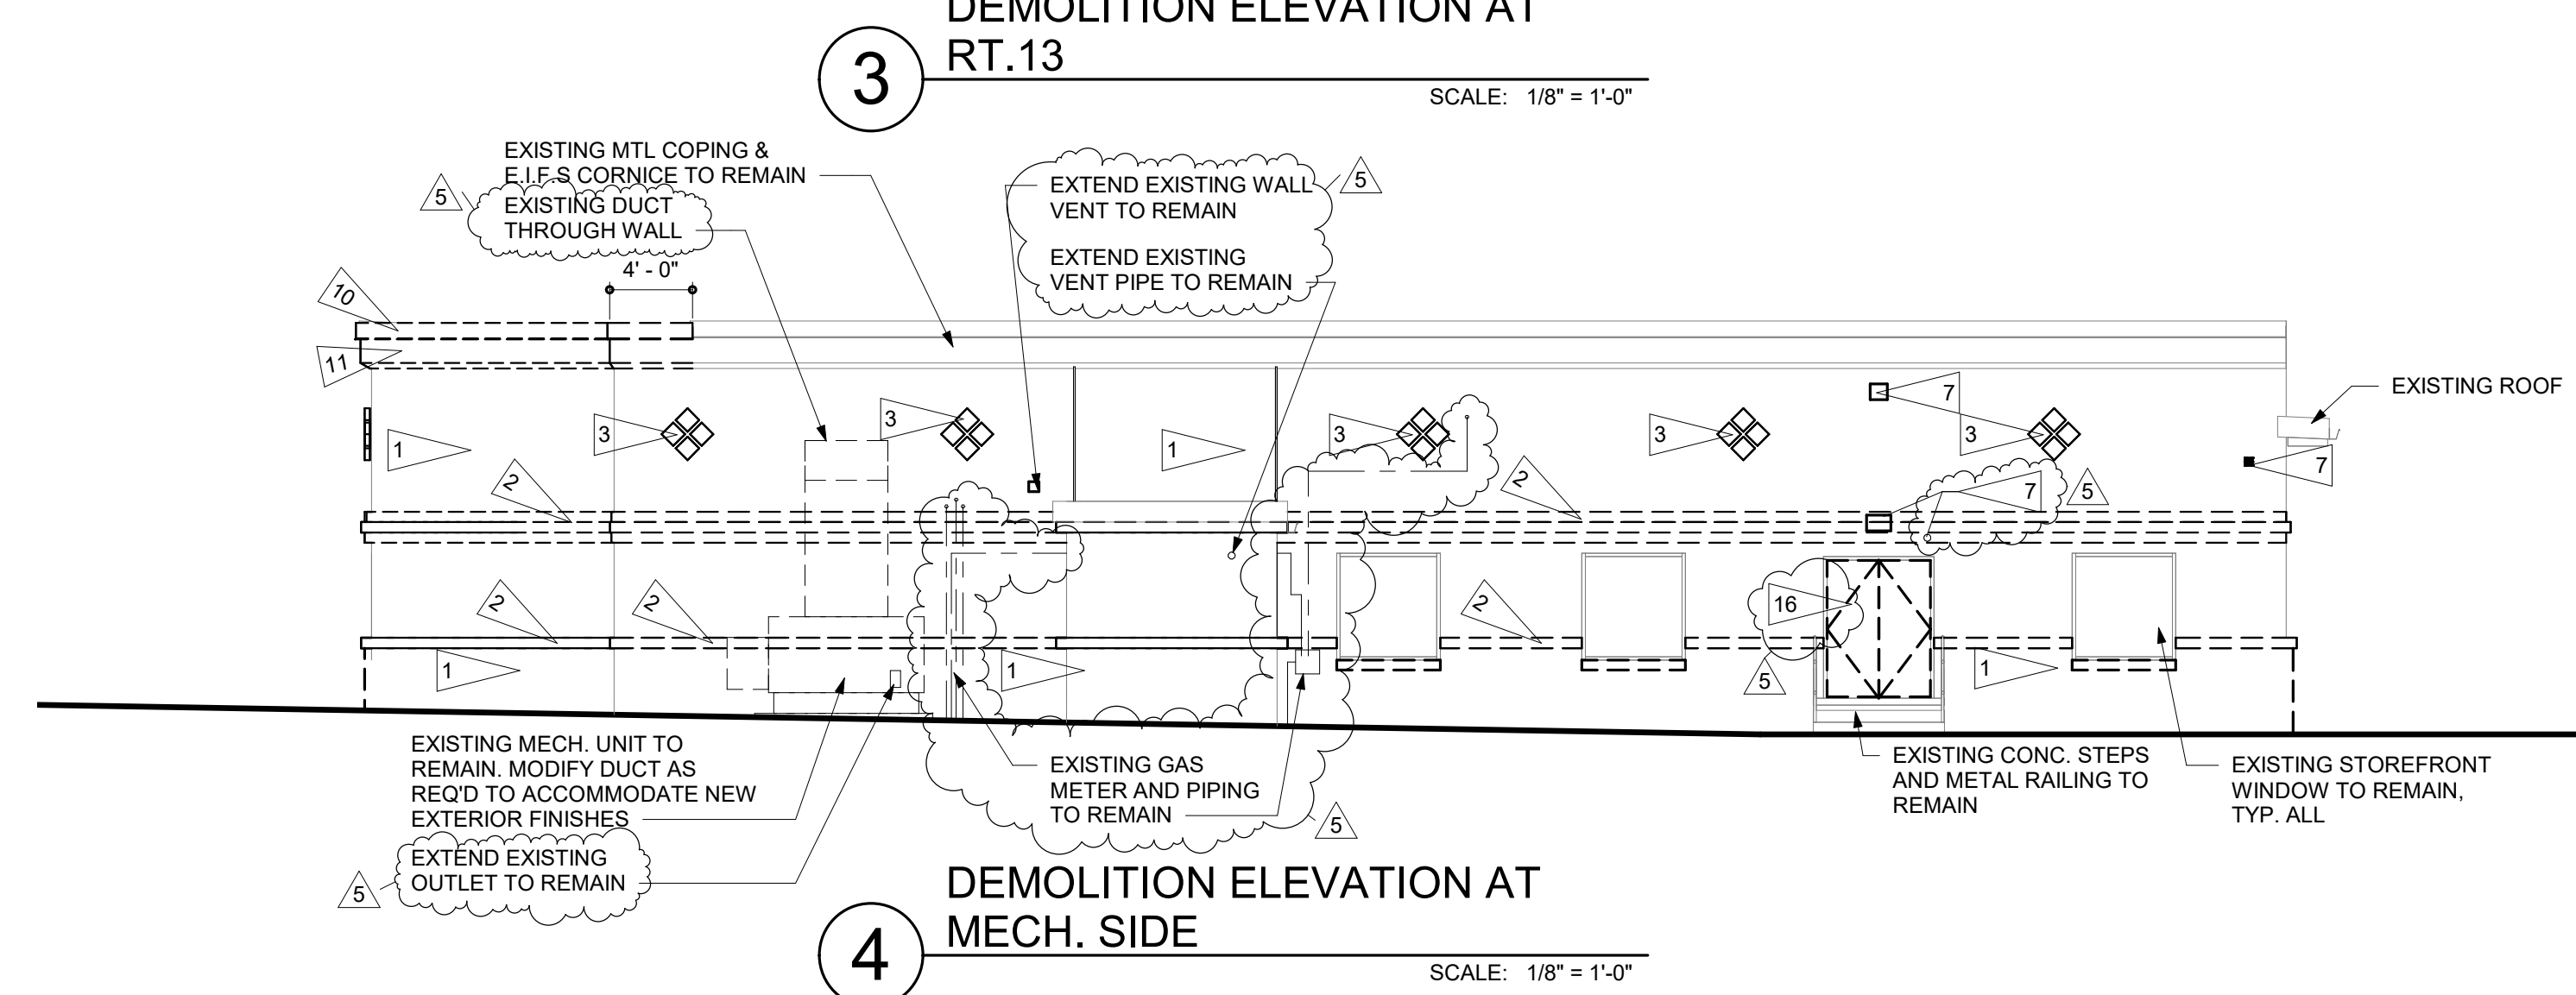 DEMOLITION ELEVATION AT
RT.13
3
SCALE: 1/8" = 1'-0"
EXISTING MTL COPING &
E.I.F.S CORNICE TO REMAIN
5
EXISTING DUCT
THROUGH WALL
4' - 0"
EXTEND EXISTING WALL
VENT TO REMAIN
5
EXTEND EXISTING
VENT PIPE TO REMAIN
10
11
EXISTING ROOF
7
3
3
3
3
3
1
1
7
2
2
7
5
2
2
2
16
1
1
1
5
EXISTING MECH. UNIT TO
REMAIN. MODIFY DUCT AS
REQ'D TO ACCOMMODATE NEW
EXTERIOR FINISHES
EXISTING GAS
METER AND PIPING
TO REMAIN
5
EXISTING CONC. STEPS
AND METAL RAILING TO
REMAIN
EXISTING STOREFRONT
WINDOW TO REMAIN,
TYP. ALL
EXTEND EXISTING
OUTLET TO REMAIN
5
DEMOLITION ELEVATION AT
MECH. SIDE
4
SCALE: 1/8" = 1'-0"